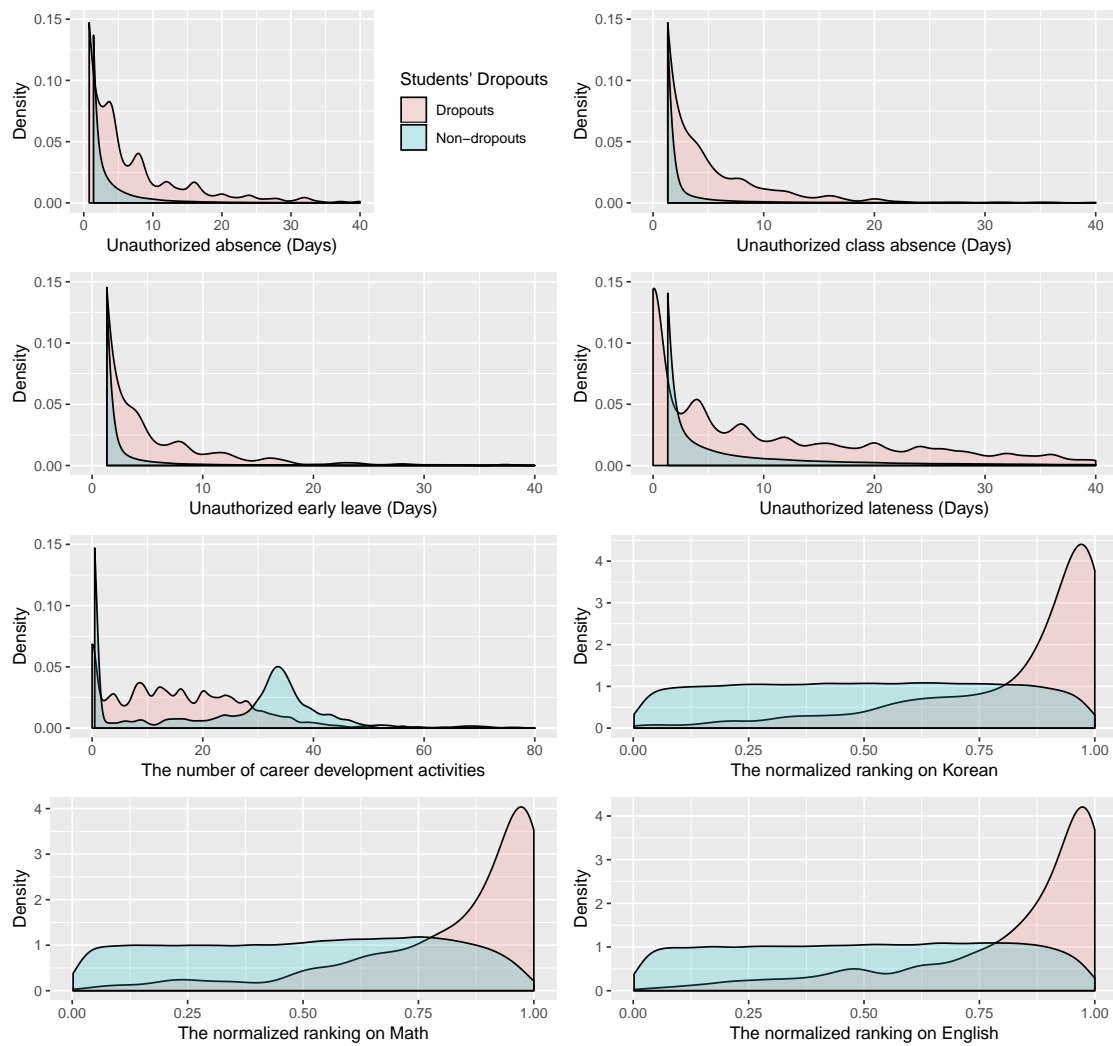 0.15
0.10
0.05
0.00
Density
0 10 20 30 40
Unauthorized absence (Days)
Students' Dropouts
Dropouts
Non−dropouts
0.15
0.10
0.05
0.00
Density
0 10 20 30 40
Unauthorized class absence (Days)
0.15
0.10
0.05
0.00
Density
0 10 20 30 40
Unauthorized early leave (Days)
0.15
0.10
0.05
0.00
Density
0 10 20 30 40
Unauthorized lateness (Days)
0.15
0.10
0.05
0.00
Density
0 20 40 60 80
The number of career development activities
4
3
2
1
0
Density
0.00 0.25 0.50 0.75 1.00
The normalized ranking on Korean
4
3
2
1
0
Density
0.00 0.25 0.50 0.75 1.00
The normalized ranking on Math
4
3
2
1
0
Density
0.00 0.25 0.50 0.75 1.00
The normalized ranking on English